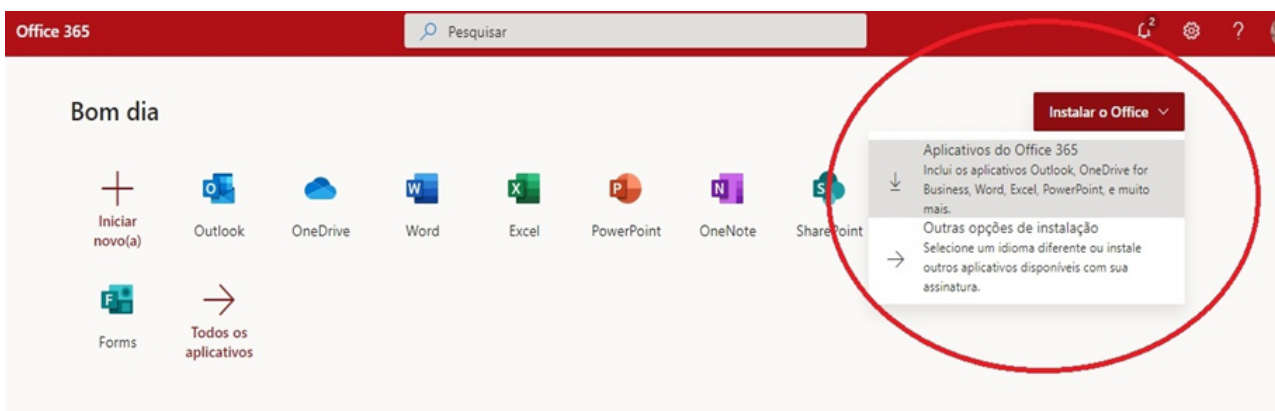 Office 365
Pesquisar
2
?
Bom dia
Instalar o Office
Aplicativos do Office 365
Inclui os aplicativos Outlook, OneDrive for
Business, Word, Excel, PowerPoint, e muito
mais.
Outras opções de instalação
Selecione um idioma diferente ou instale
outros aplicativos disponíveis com sua
assinatura.
Iniciar
novo(a)
Outlook
OneDrive
Word
Excel
PowerPoint
OneNote
SharePoint
Forms
Todos os
aplicativos